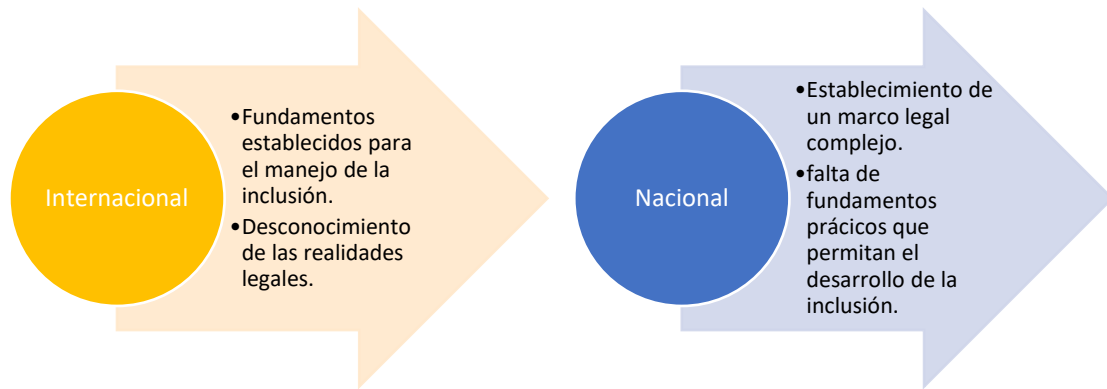 Internacional
•Fundamentos
establecidos para
el manejo de la
inclusión.
•Desconocimiento
de las realidades
legales.
Nacional
•Establecimiento de
un marco legal
complejo.
•falta de
fundamentos
prácicos que
permitan el
desarrollo de la
inclusión.